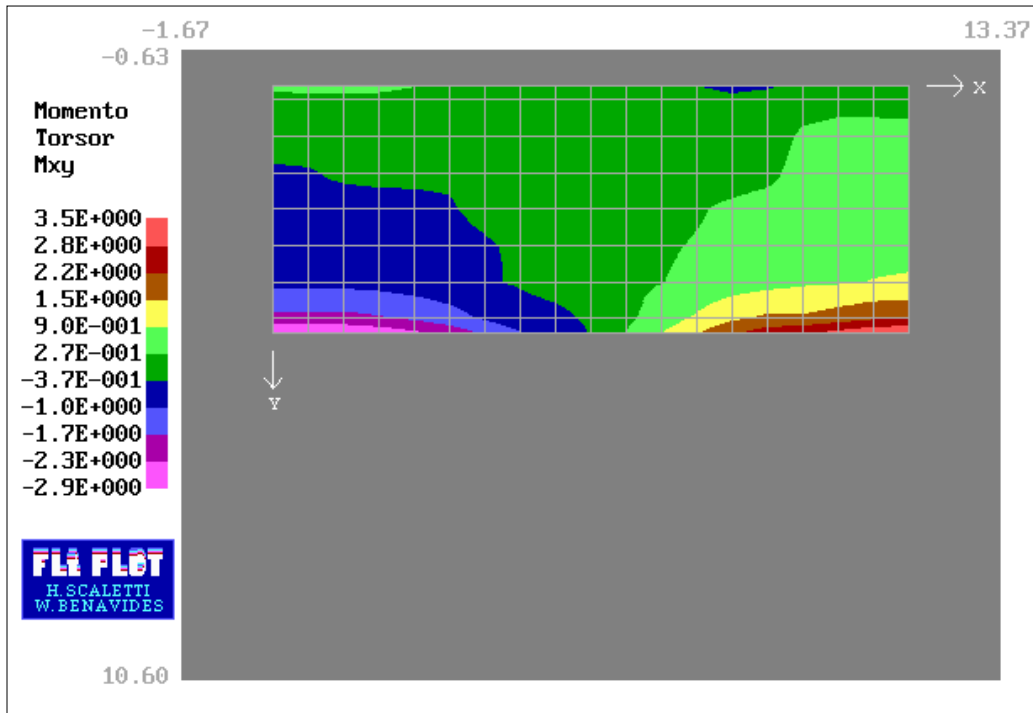 -1.67
13.37
-0.63
X
Momento
Torsor
Mxy
3.5E+000
2.8E+000
2.2E+000
1.5E+000
9.0E-001
2.7E-001
-3.7E-001
-1.0E+000
-1.7E+000
-2.3E+000
-2.9E+000
Y
H.SCALETTI
W.BENAVIDES
10.60